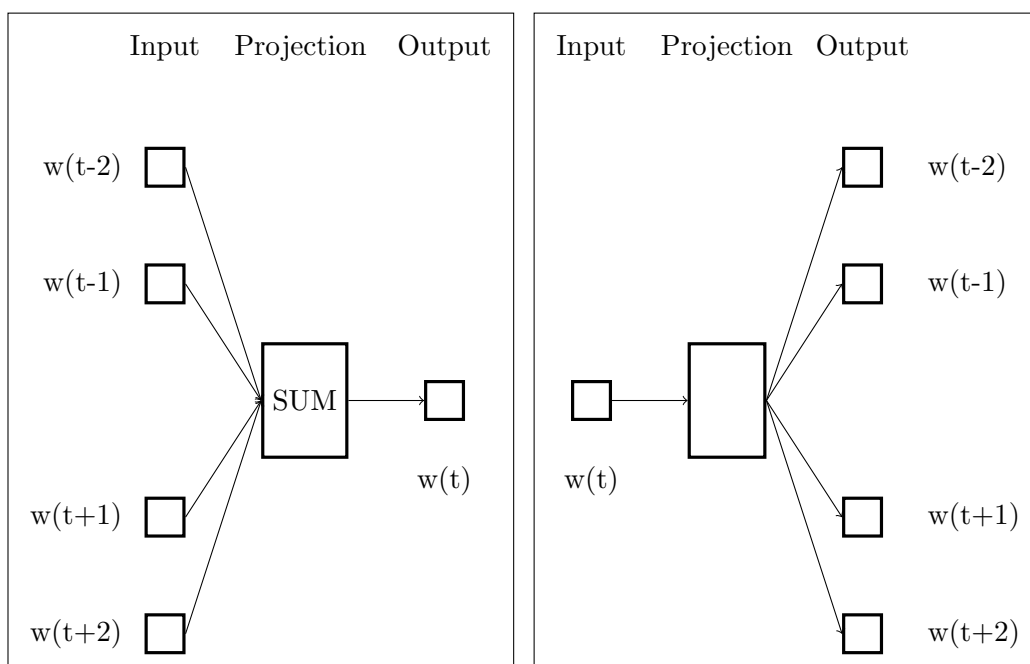 Input Projection Output
w(t-2)
w(t-1)
SUM
w(t)
w(t+1)
w(t+2)
Input Projection Output
w(t-2)
w(t-1)
w(t)
w(t+1)
w(t+2)